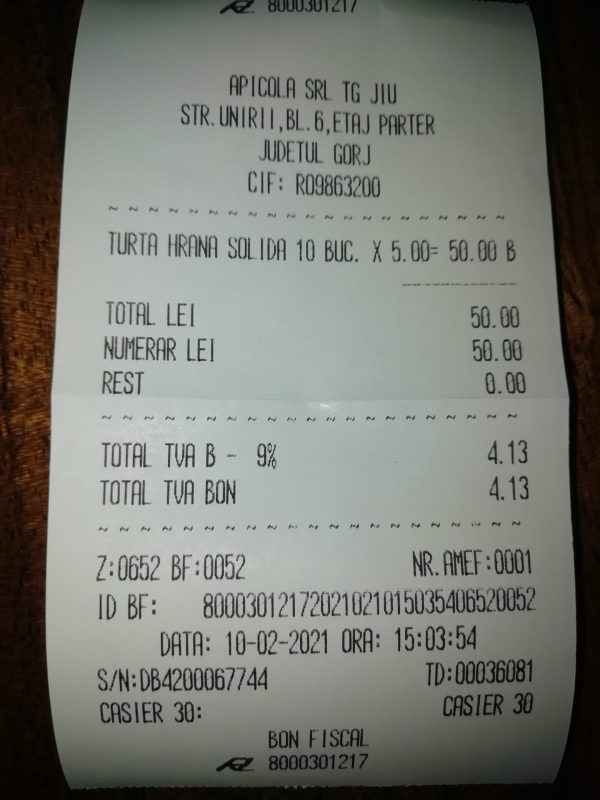 8000301217
APICOLA SRL TG JIU
STR.UNIRII,BL.6,ETAJ PARTER
JUDETUL GORJ
CIF: RO9863200
~ ~ ~ ~ ~ ~ ~ ~ ~ ~ ~ ~ ~ ~ ~ ~ ~ ~ ~ ~
TURTA HRANA SOLIDA 10 BUC. X 5.00= 50.00 B
TOTAL LEI 50.00
NUMERAR LEI 50.00
REST 0.00
~ ~ ~ ~ ~ ~ ~ ~ ~ ~ ~ ~ ~ ~ ~ ~ ~ ~ ~ ~
TOTAL TVA B - 9% 4.13
TOTAL TVA BON 4.13
~ ~ ~ ~ ~ ~ ~ ~ ~ ~ ~ ~ ~ ~ ~ ~ ~ ~ ~ ~
Z:0652 BF:0052 NR.AMEF:0001
ID BF: 80003012172021021015035406520052
DATA: 10-02-2021 ORA: 15:03:54
S/N:DB4200067744 TD:00036081
CASIER 30: CASIER 30
BON FISCAL
8000301217